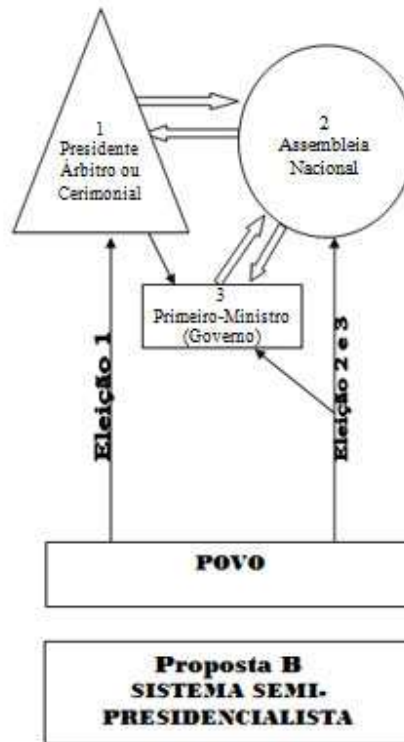 1
Presidente
Árbitro ou
Cerimonial
2
Assembleia
Nacional
3
Primeiro-Ministro
(Governo)
Eleição 1
Eleição 2 e 3
POVO
Proposta B
SISTEMA SEMI-
PRESIDENCIALISTA